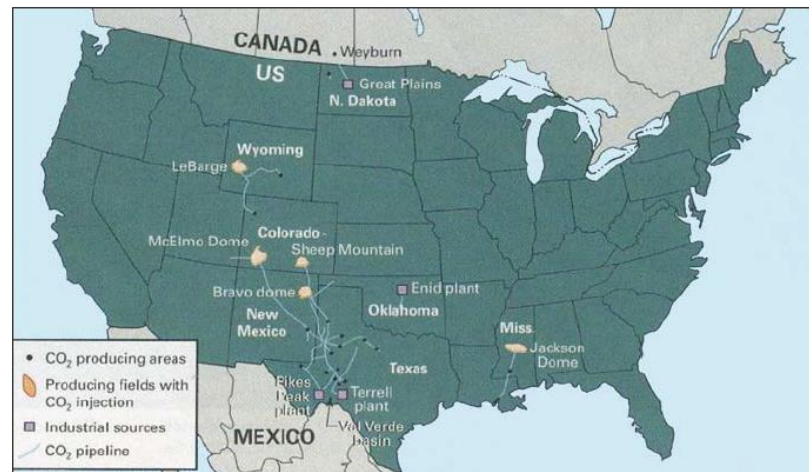 CANADA
Weyburn
US
Great Plains
N. Dakota
Wyoming
LeBarge
Colorado
McElmo Dome
Sheep Mountain
Bravo dome
Enid plant
Oklahoma
New
Mexico
Miss
Jackson
Dome
Texas
Pikes
Peak
plant
Terrell
plant
Val Verde
basin
MEXICO
CO₂ producing areas
Producing fields with
CO₂ injection
Industrial sources
CO₂ pipeline